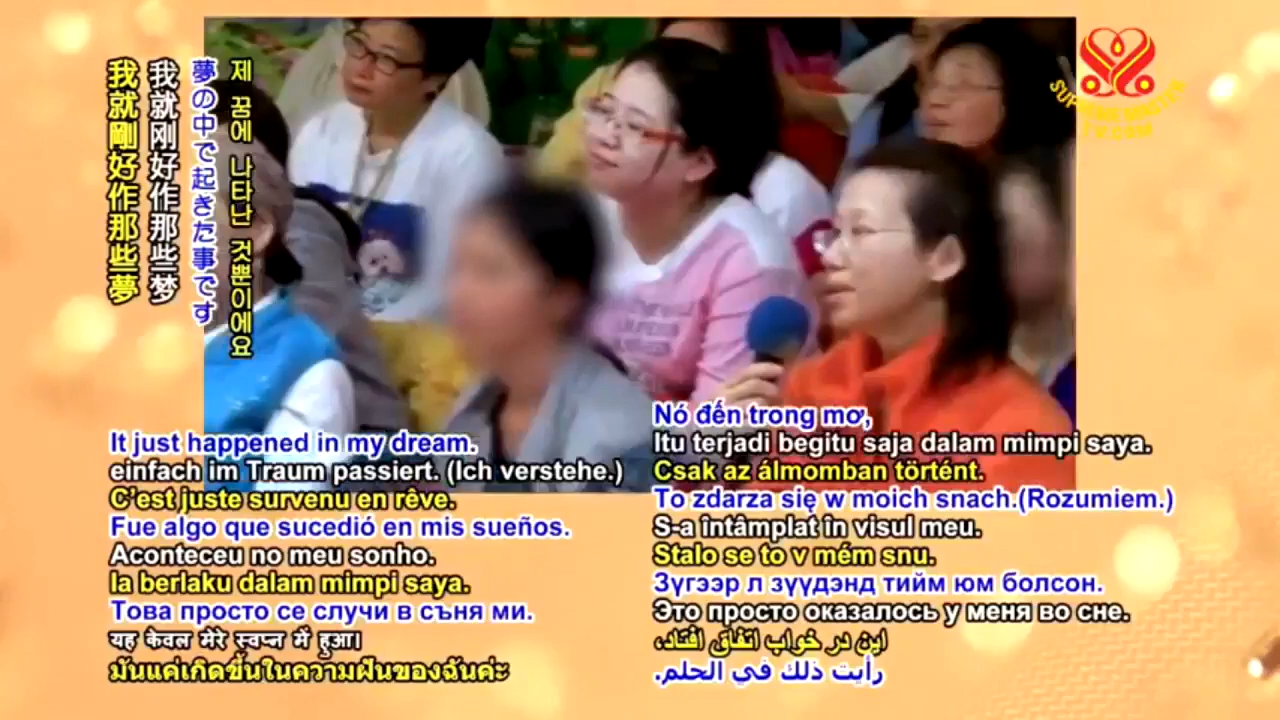 我就剛好作那些夢
我就刚好作那些梦
夢の中で起きた事です
제 꿈에 나타난 것뿐이에요
SUPREME MASTER
TV.COM
It just happened in my dream.
einfach im Traum passiert. (Ich verstehe.)
C'est juste survenu en rêve.
Fue algo que sucedió en mis sueños.
Aconteceu no meu sonho.
Ia berlaku dalam mimpi saya.
Това просто се случи в съня ми.
यह केवल मेरे स्वप्न में हुआ।
มันแค่เกิดขึ้นในความฝันของฉันค่ะ
Nó đến trong mơ,
Itu terjadi begitu saja dalam mimpi saya.
Csak az álmomban történt.
To zdarza się w moich snach.(Rozumiem.)
S-a întâmplat în visul meu.
Stalo se to v mém snu.
Зүгээр л зүүдэнд тийм юм болсон.
Это просто оказалось у меня во сне.
این در خواب اتفاق افتاد،
رأيت ذلك في الحلم.